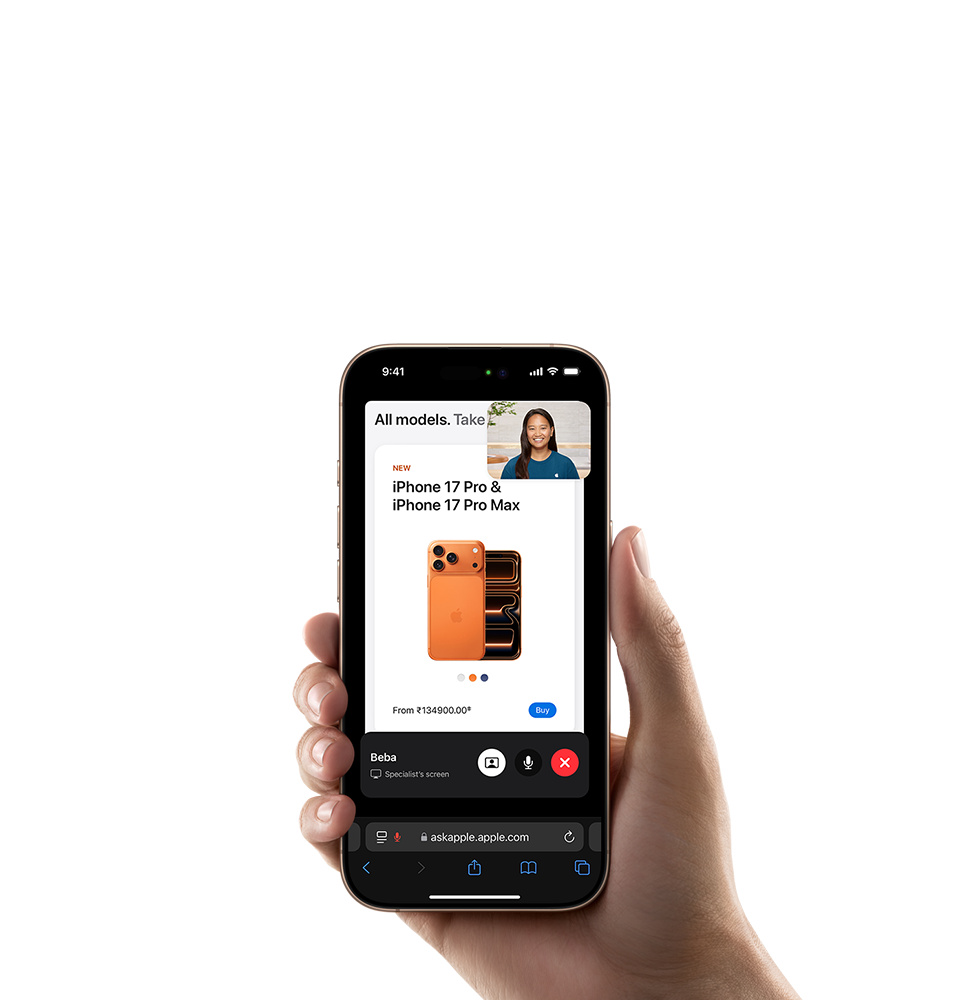 9:41
All models. Take
NEW
iPhone 17 Pro &
iPhone 17 Pro Max
From ₹134900.00
Buy
Beba
Specialist's screen
askapple.apple.com